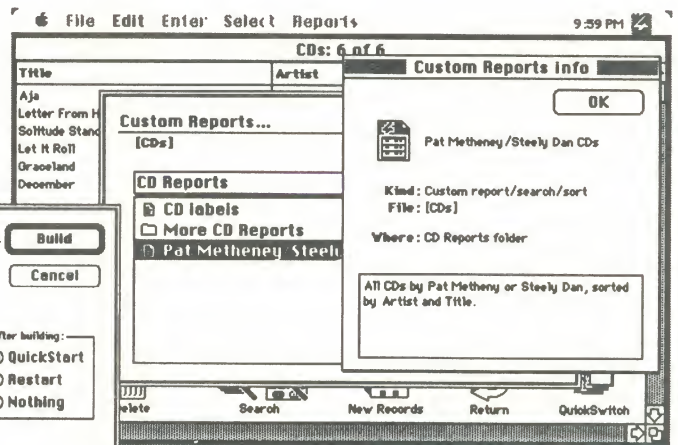 File Edit Enter Select Reports 9:59 PM
CDs: 6 of 6
Title Artist
Aja
Letter From H
Solitude Stand
Let It Roll
Graceland
December
Custom Reports...
[CDs]
CD Reports
CD labels
More CD Reports
Pat Metheney Steely
Custom Reports info
OK
Pat Metheney/Steely Dan CDs
Kind: Custom report/search/sort
File: [CDs]
Where: CD Reports folder
All CDs by Pat Metheny or Steely Dan, sorted
by Artist and Title.
Build
Cancel
fter building:
QuickStart
Restart
Nothing
elete Search New Records Return QuickSwitch